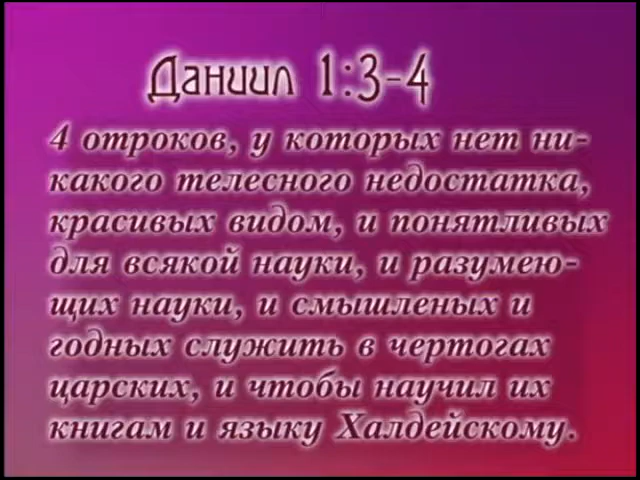 Даниил 1:3-4
4 отроков, у которых нет ни-
какого телесного недостатка,
красивых видом, и понятливых
для всякой науки, и разумею-
щих науки, и смышленых и
годных служить в чертогах
царских, и чтобы научил их
книгам и языку Халдейскому.